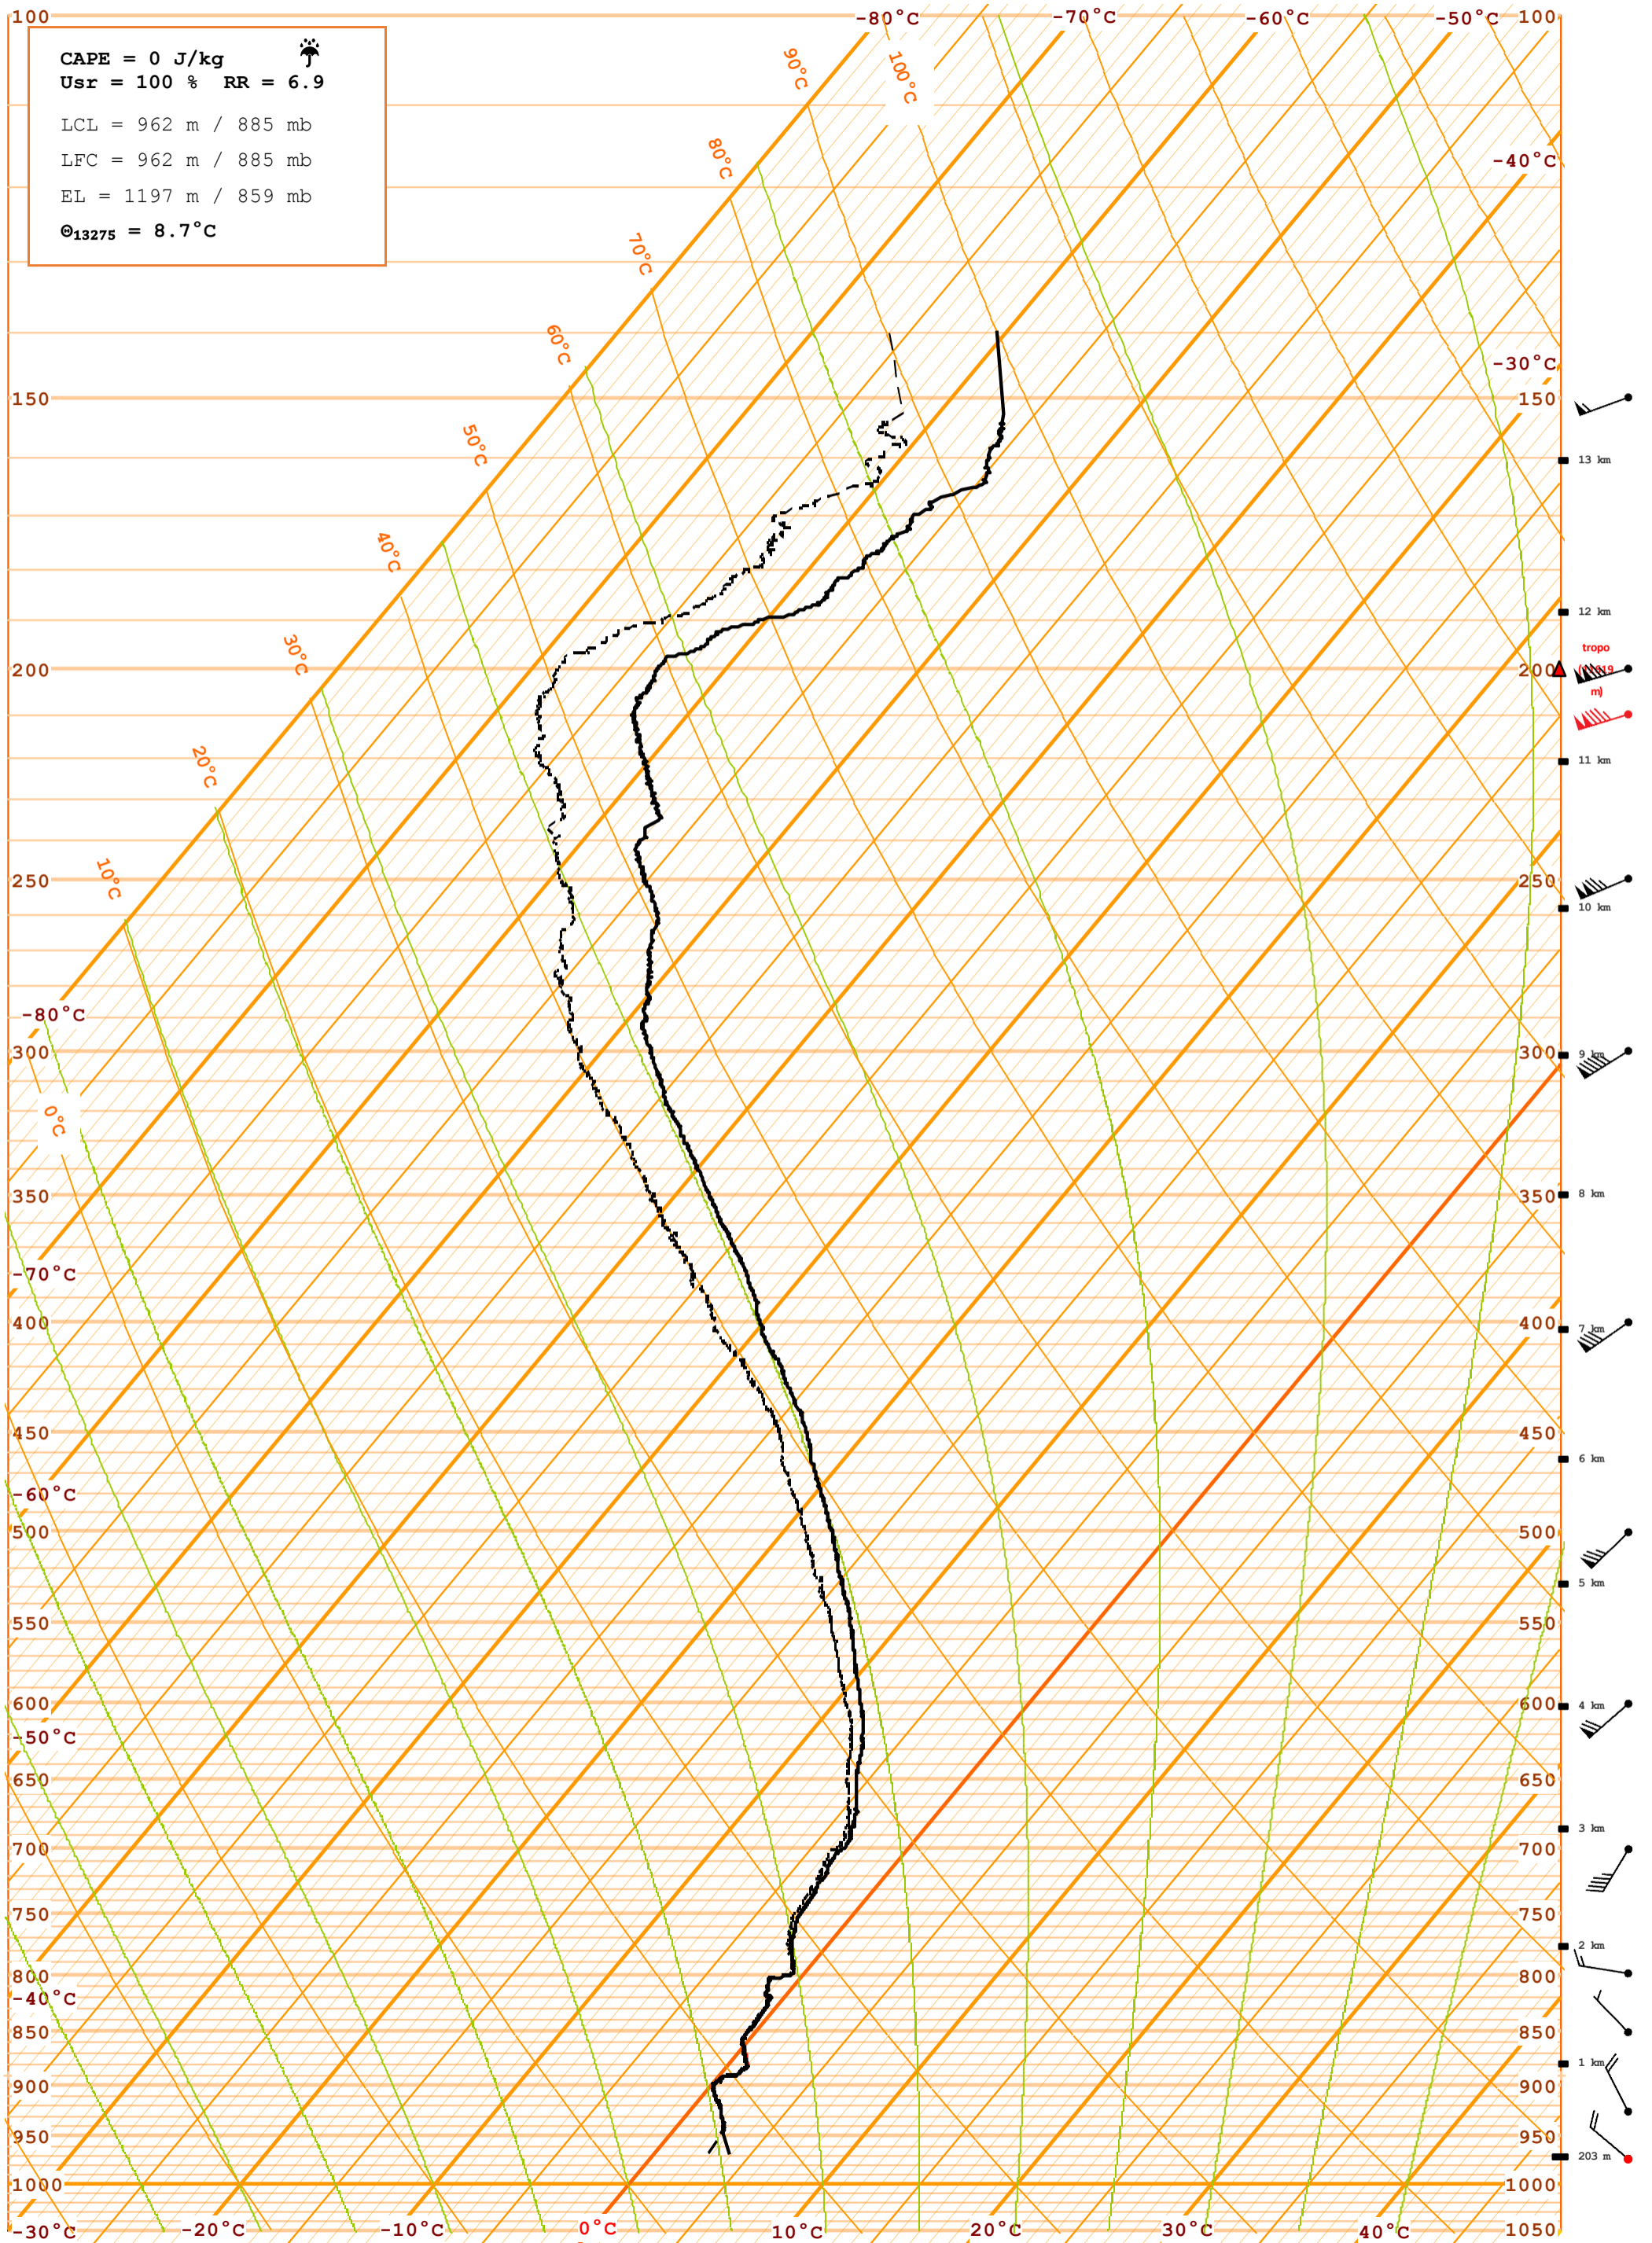 100 -80°C -70°C -60°C -50°C 100
CAPE = 0 J/kg
Usr = 100 % RR = 6.9
LCL = 962 m / 885 mb
LFC = 962 m / 885 mb
EL = 1197 m / 859 mb
Θ13275 = 8.7°C
90°C 100°C
80°C -40°C
70°C
60°C -30°C
150 150
50°C 13 km
40°C
12 km
30°C tropo
200 200
m)
20°C 11 km
10°C 250 250
10 km
-80°C
300 300 9 km
0°C
350 350 8 km
-70°C
400 400 7 km
450 450
6 km
-60°C
500 500
5 km
550 550
600 600 4 km
-50°C
650 650
3 km
700 700
750 750
2 km
800 800
-40°C
850 850
1 km
900 900
950 950
203 m
1000 1000
-30°C -20°C -10°C 0°C 10°C 20°C 30°C 40°C 1050